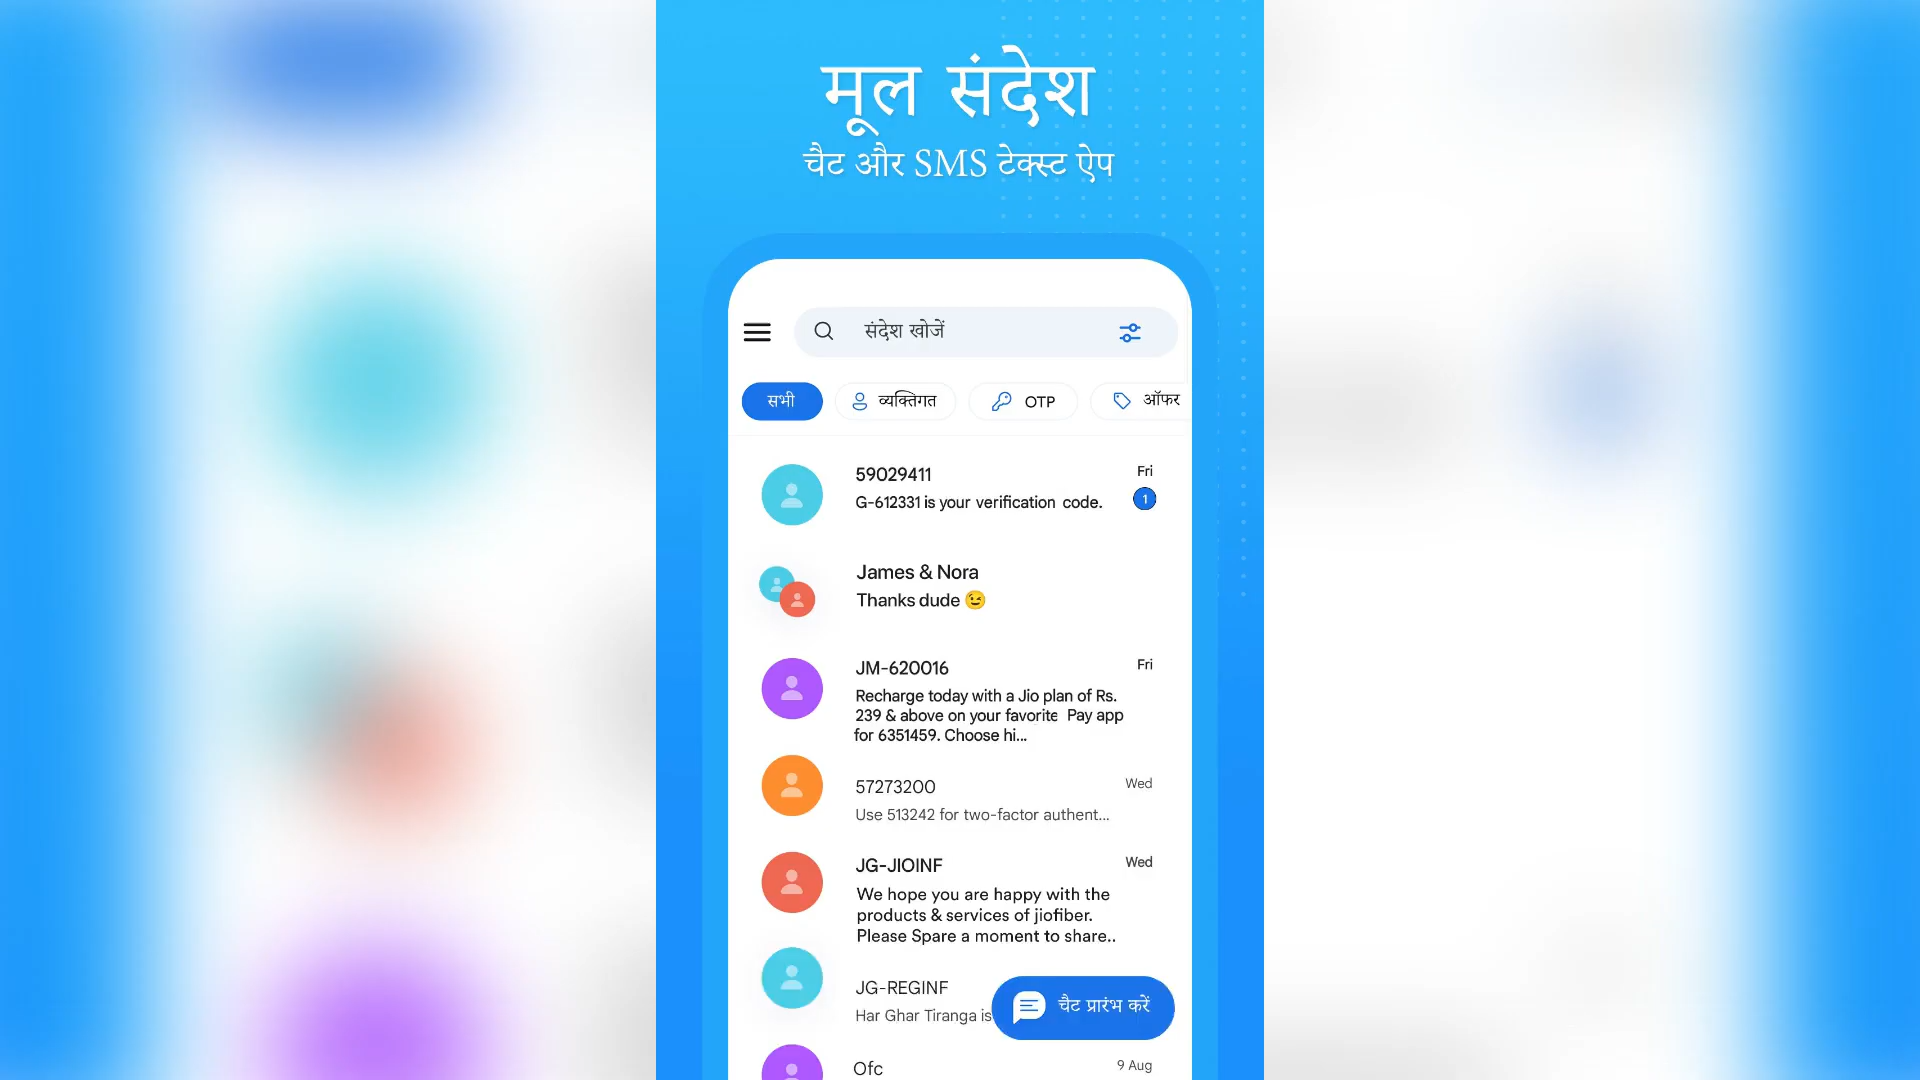 मूल संदेश
चैट और SMS टेक्स्ट ऐप
संदेश खोजें
सभी व्यक्तिगत OTP ऑफर
59029411 Fri
G-612331 is your verification code. 1
James & Nora
Thanks dude 😉
JM-620016 Fri
Recharge today with a Jio plan of Rs.
239 & above on your favorite Pay app
for 6351459. Choose hi...
57273200 Wed
Use 513242 for two-factor authent...
JG-JIOINF Wed
We hope you are happy with the
products & services of jiofiber.
Please Spare a moment to share..
JG-REGINF
Har Ghar Tiranga is
चैट प्रारंभ करें
Ofc 9 Aug